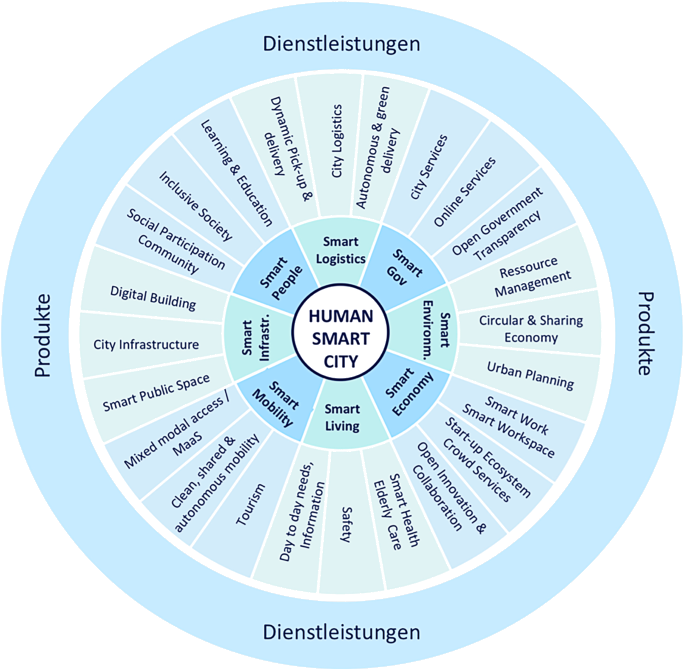 Dienstleistungen
Dynamic Pick-up &
delivery
City Logistics
Autonomous & green
delivery
City Services
Online Services
Open Government
Transparency
Ressource
Management
Circular & Sharing
Economy
Urban Planning
Smart Work
Smart Workspace
Start-up Ecosystem
Crowd Services
Open Innovation &
Collaboration
Smart Health
Elderly Care
Safety
Day to day needs,
Information
Tourism
Clean, shared &
autonomous mobility
Mixed modal access /
MaaS
Smart Public Space
City Infrastructure
Digital Building
Social Participation
Community
Inclusive Society
Learning & Education
Smart
Logistics
Smart
Gov
Smart
Environm.
Smart
Economy
Smart
Living
Smart
Mobility
Smart
Infrastr.
Smart
People
HUMAN
SMART
CITY
Produkte
Produkte
Dienstleistungen